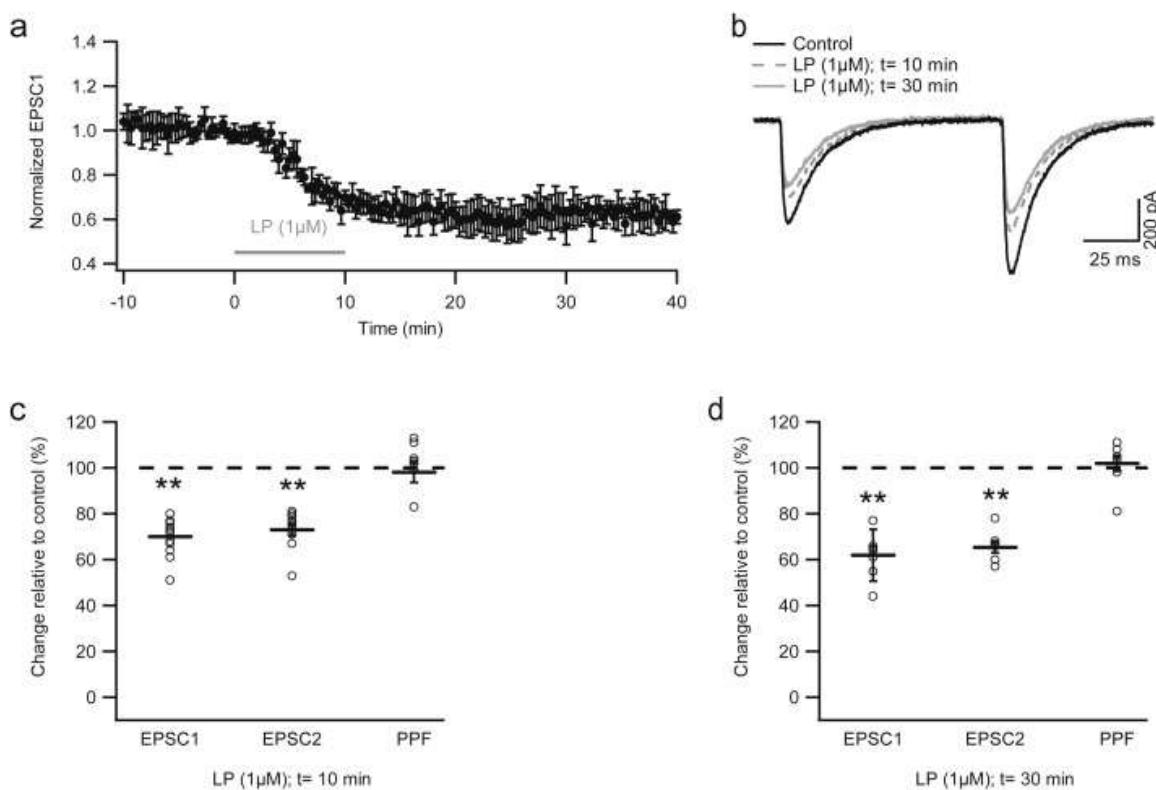 a
1.4
1.2
1.0
0.8
0.6
0.4
Normalized EPSC1
LP (1µM)
-10
0
10
20
30
40
Time (min)
b
Control
LP (1µM); t= 10 min
LP (1µM); t= 30 min
200 pA
25 ms
c
120
100
80
60
40
20
0
Change relative to control (%)
**
**
EPSC1
EPSC2
PPF
LP (1µM); t= 10 min
d
120
100
80
60
40
20
0
Change relative to control (%)
**
**
EPSC1
EPSC2
PPF
LP (1µM); t= 30 min